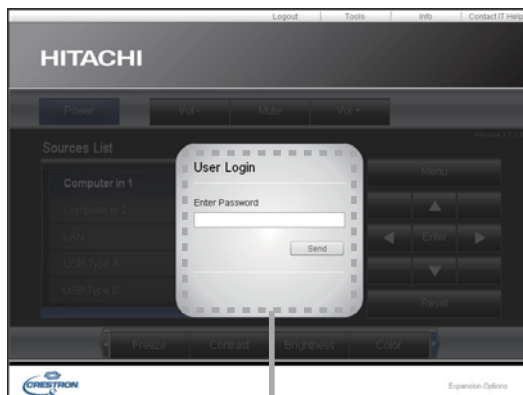 Logout Tools Info Contact IT Help
HITACHI
Power Vol - Mute Vol +
Sources List
Computer in 1
Menu
Computer in 2
LAN
Enter
USB Type A
USB Type B
Reset
User Login
Enter Password
Send
Freeze Contrast Brightness Color
CRESTRON
Expansion Options